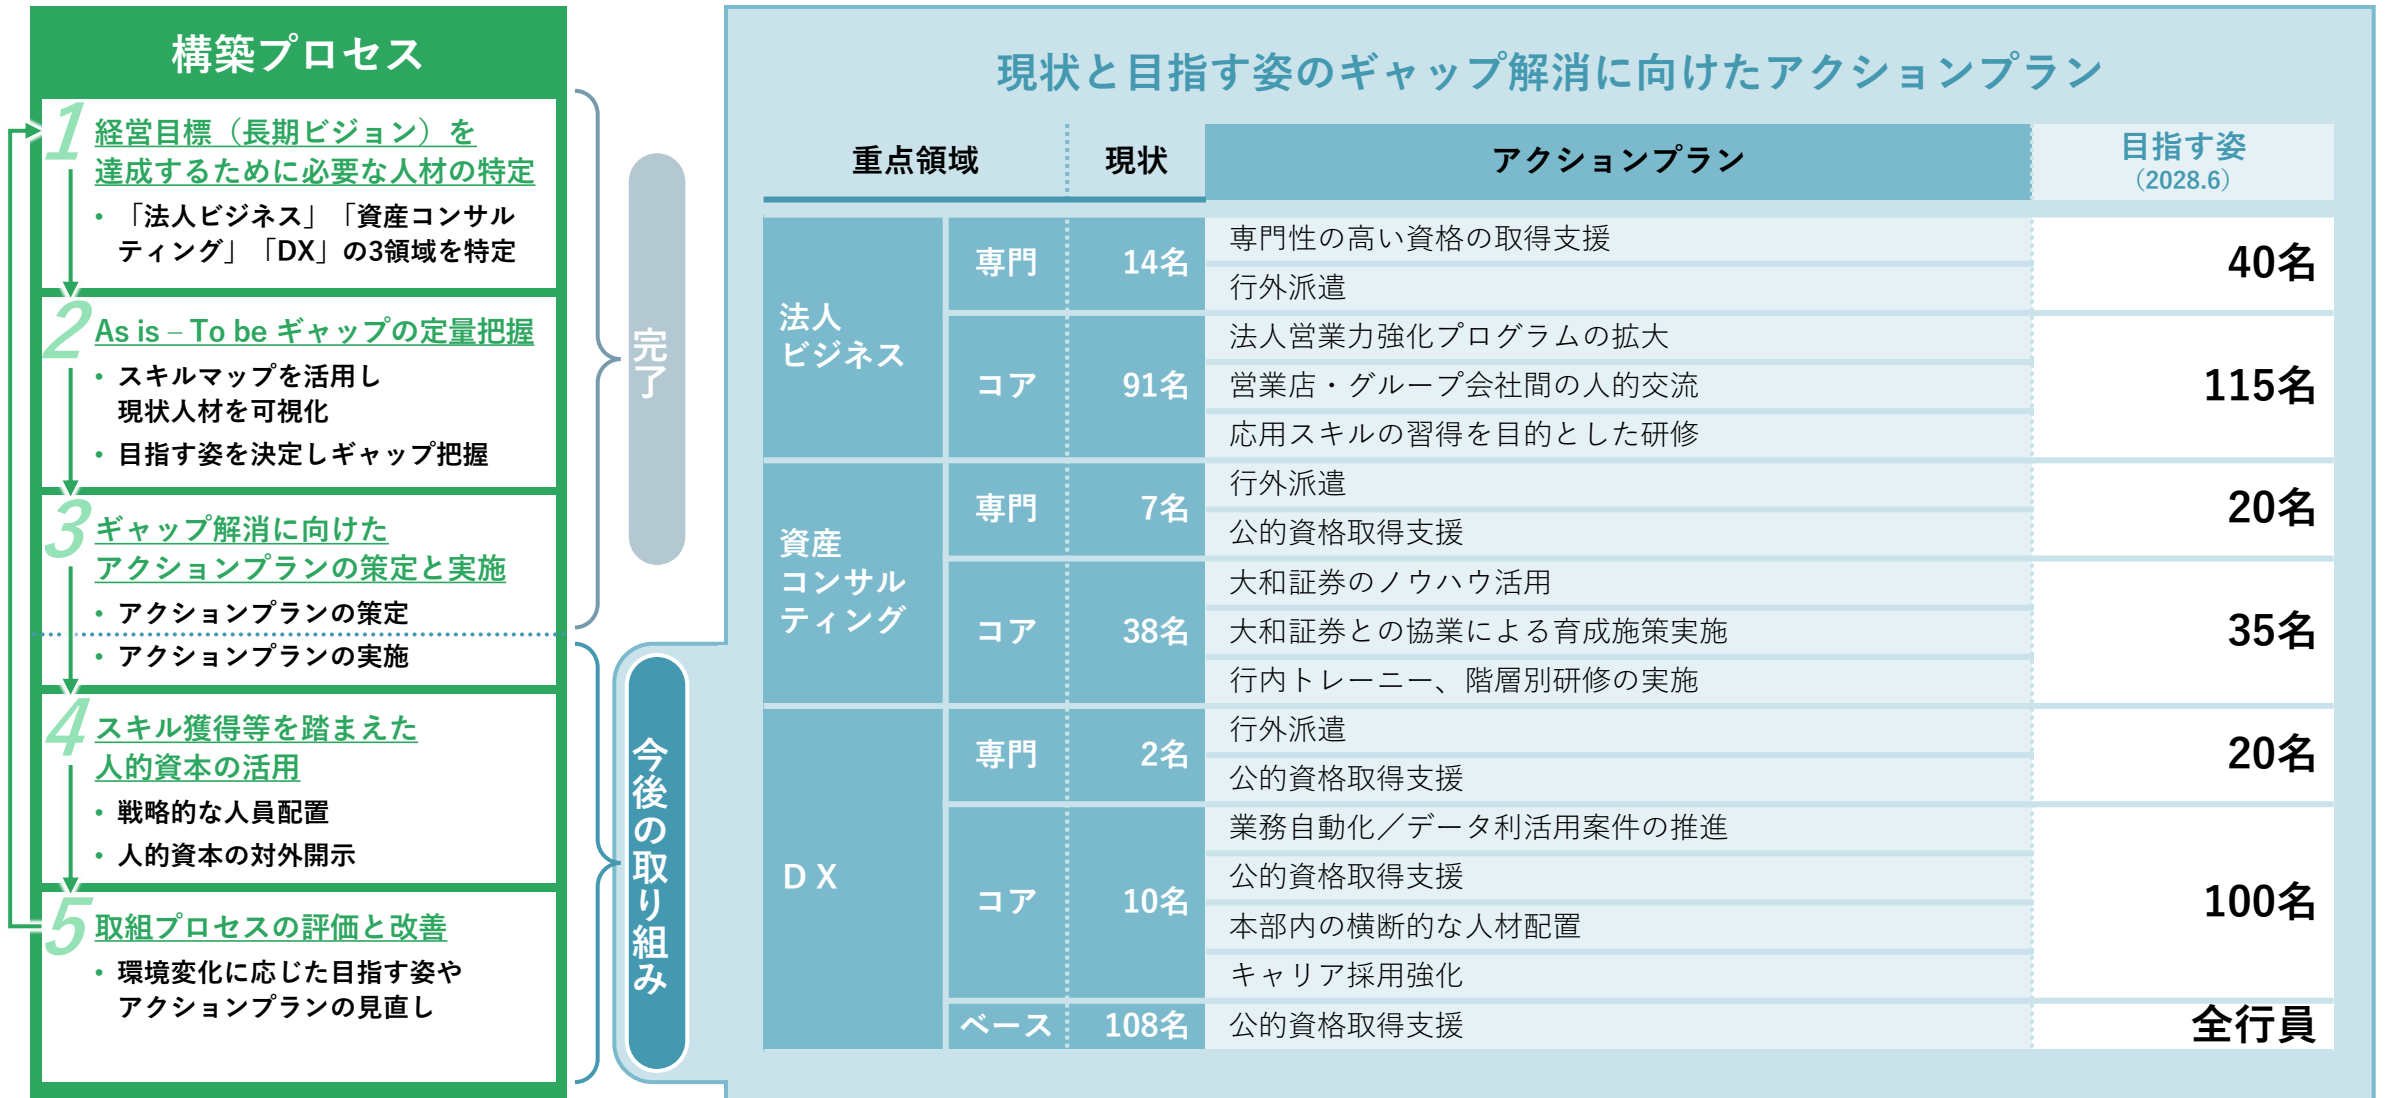 構築プロセス
1
経営目標（長期ビジョン）を
達成するために必要な人材の特定
• 「法人ビジネス」「資産コンサル
ティング」「DX」の3領域を特定
2
As is – To be ギャップの定量把握
• スキルマップを活用し
現状人材を可視化
• 目指す姿を決定しギャップ把握
3
ギャップ解消に向けた
アクションプランの策定と実施
• アクションプランの策定
• アクションプランの実施
4
スキル獲得等を踏まえた
人的資本の活用
• 戦略的な人員配置
• 人的資本の対外開示
5
取組プロセスの評価と改善
• 環境変化に応じた目指す姿や
アクションプランの見直し
完了
今後の取り組み
現状と目指す姿のギャップ解消に向けたアクションプラン
重点領域 現状 アクションプラン 目指す姿
（2028.6）
法人
ビジネス
専門 14名
専門性の高い資格の取得支援
行外派遣
40名
コア 91名
法人営業力強化プログラムの拡大
営業店・グループ会社間の人的交流
応用スキルの習得を目的とした研修
115名
資産
コンサル
ティング
専門 7名
行外派遣
公的資格取得支援
20名
コア 38名
大和証券のノウハウ活用
大和証券との協業による育成施策実施
行内トレーニー、階層別研修の実施
35名
ＤＸ
専門 2名
行外派遣
公的資格取得支援
20名
コア 10名
業務自動化／データ利活用案件の推進
公的資格取得支援
本部内の横断的な人材配置
キャリア採用強化
100名
ベース 108名 公的資格取得支援 全行員